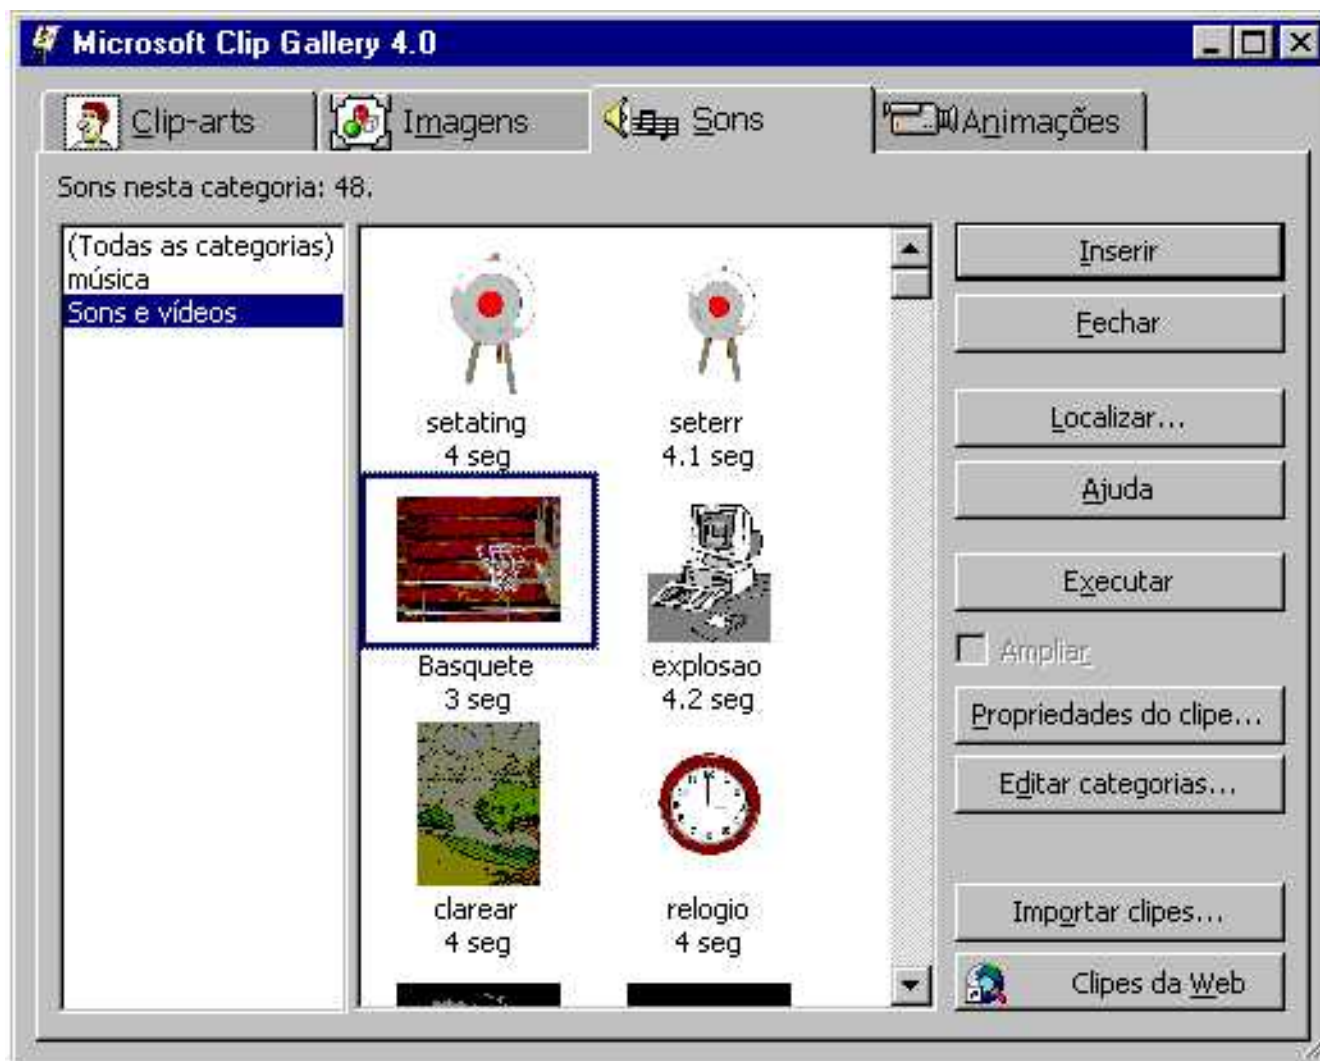 Microsoft Clip Gallery 4.0
Clip-arts Imagens Sons Animações
Sons nesta categoria: 48.
(Todas as categorias)
música
Sons e vídeos
setating
4 seg
seterr
4.1 seg
Basquete
3 seg
explosao
4.2 seg
clarear
4 seg
relogio
4 seg
Inserir
Fechar
Localizar...
Ajuda
Executar
Ampliar
Propriedades do clipe...
Editar categorias...
Importar clipes...
Clipes da Web